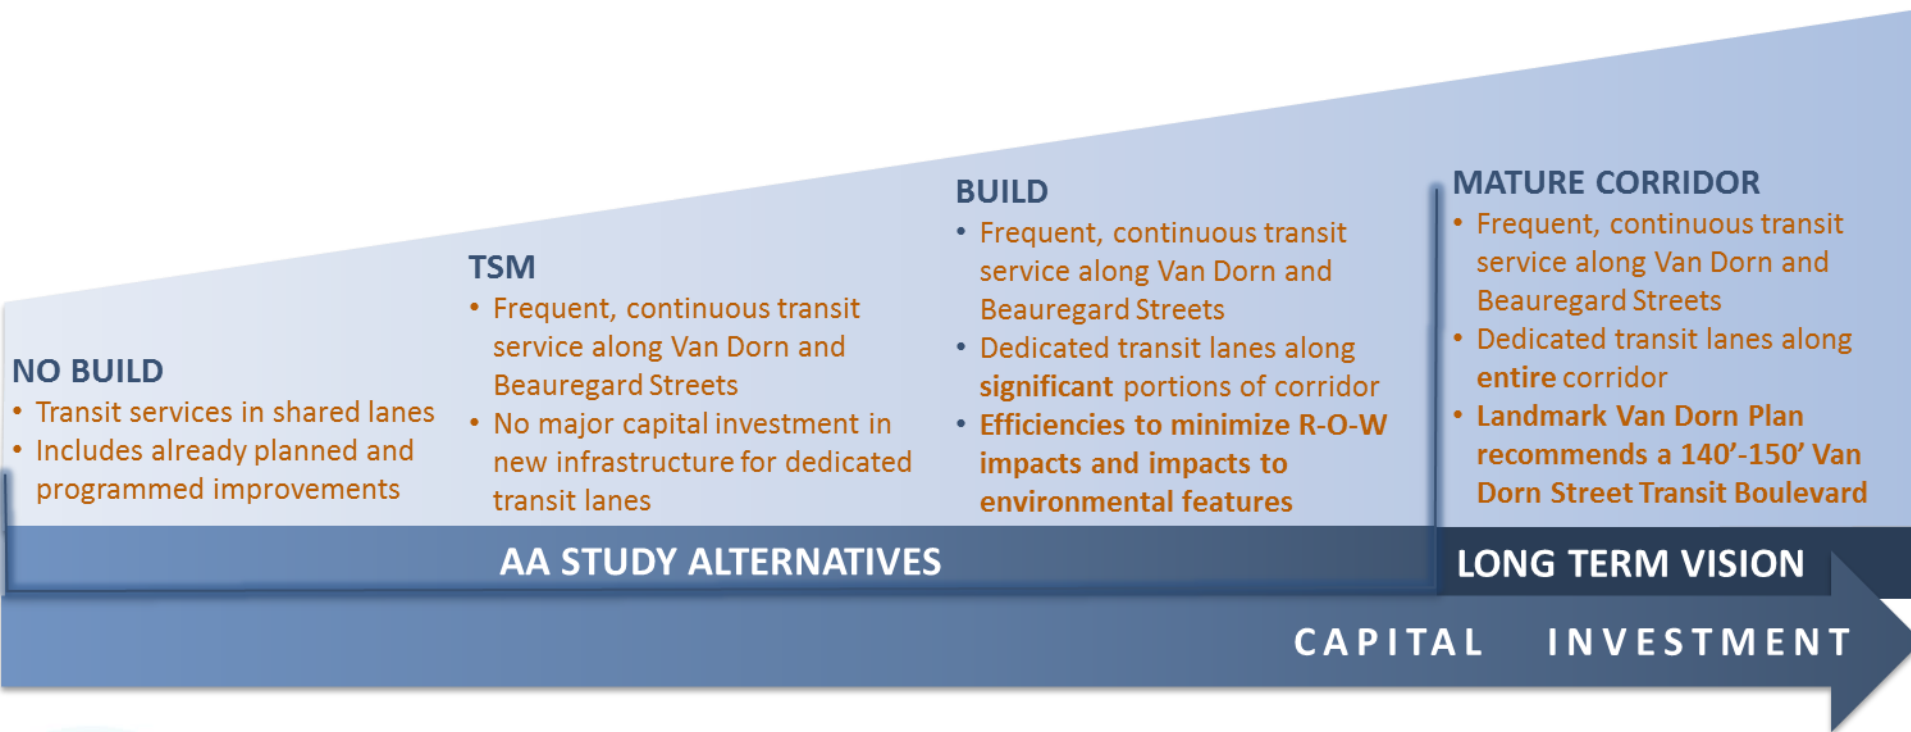 NO BUILD
• Transit services in shared lanes
• Includes already planned and
programmed improvements
TSM
• Frequent, continuous transit
service along Van Dorn and
Beauregard Streets
• No major capital investment in
new infrastructure for dedicated
transit lanes
BUILD
• Frequent, continuous transit
service along Van Dorn and
Beauregard Streets
• Dedicated transit lanes along
significant portions of corridor
• Efficiencies to minimize R-O-W
impacts and impacts to
environmental features
MATURE CORRIDOR
• Frequent, continuous transit
service along Van Dorn and
Beauregard Streets
• Dedicated transit lanes along
entire corridor
• Landmark Van Dorn Plan
recommends a 140’-150’ Van
Dorn Street Transit Boulevard
AA STUDY ALTERNATIVES
LONG TERM VISION
CAPITAL INVESTMENT